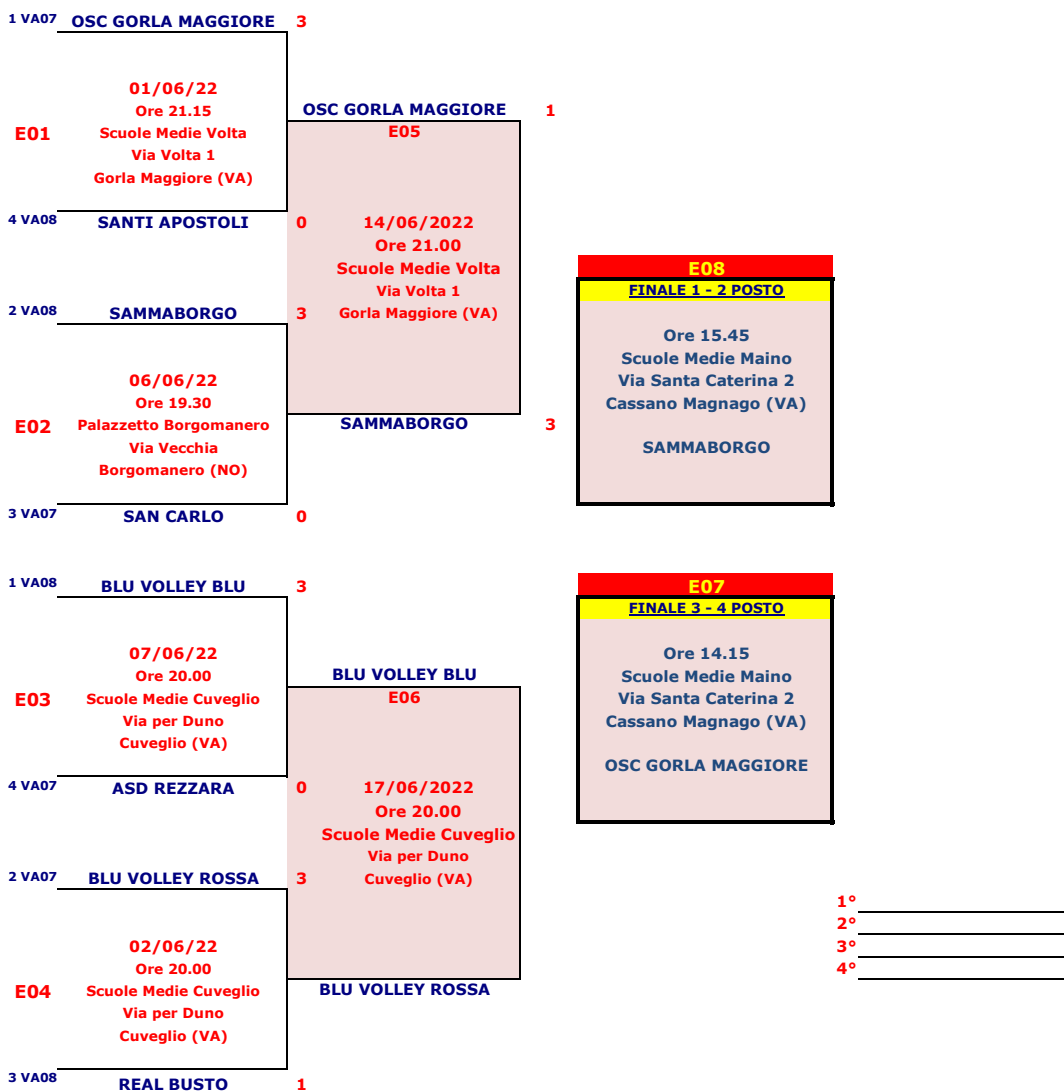 1 VA07 OSC GORLA MAGGIORE 3
01/06/22
Ore 21.15
E01 Scuole Medie Volta
Via Volta 1
Gorla Maggiore (VA)
4 VA08 SANTI APOSTOLI 0
OSC GORLA MAGGIORE 1
E05
14/06/2022
Ore 21.00
Scuole Medie Volta
Via Volta 1
Gorla Maggiore (VA)
SAMMABORGO 3
2 VA08 SAMMABORGO 3
06/06/22
Ore 19.30
E02 Palazzetto Borgomanero
Via Vecchia
Borgomanero (NO)
3 VA07 SAN CARLO 0
E08
FINALE 1 - 2 POSTO
Ore 15.45
Scuole Medie Maino
Via Santa Caterina 2
Cassano Magnago (VA)
SAMMABORGO
1 VA08 BLU VOLLEY BLU 3
07/06/22
Ore 20.00
E03 Scuole Medie Cuveglio
Via per Duno
Cuveglio (VA)
4 VA07 ASD REZZARA 0
BLU VOLLEY BLU
E06
17/06/2022
Ore 20.00
Scuole Medie Cuveglio
Via per Duno
Cuveglio (VA)
BLU VOLLEY ROSSA
2 VA07 BLU VOLLEY ROSSA 3
02/06/22
Ore 20.00
E04 Scuole Medie Cuveglio
Via per Duno
Cuveglio (VA)
3 VA08 REAL BUSTO 1
E07
FINALE 3 - 4 POSTO
Ore 14.15
Scuole Medie Maino
Via Santa Caterina 2
Cassano Magnago (VA)
OSC GORLA MAGGIORE
1°
2°
3°
4°